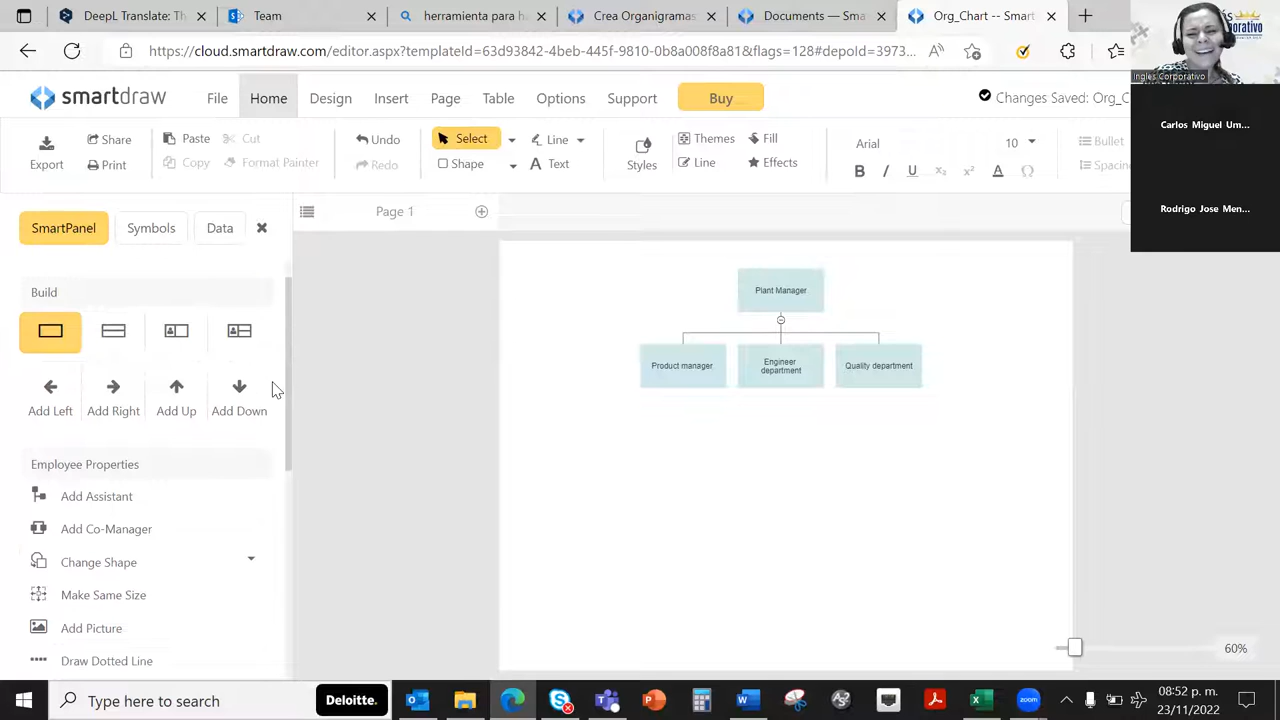 DeepL Translate: Th
Team
herramienta para h
Crea Organigramas
Documents — Sma
Org_Chart -- Smart
https://cloud.smartdraw.com/editor.aspx?templateId=63d93842-4beb-445f-9810-0b8a008f8a81&flags=128#depoId=3973...
Inglés Corporativo
smartdraw
File
Home
Design
Insert
Page
Table
Options
Support
Buy
Changes Saved: Org_C
Carlos Miguel Um...
Export
Share
Print
Paste
Cut
Copy
Format Painter
Undo
Redo
Select
Shape
Line
Text
Styles
Themes
Fill
Line
Effects
Arial
10
Bullet
Spacin
Rodrigo Jose Men...
SmartPanel
Symbols
Data
Page 1
Build
Add Left
Add Right
Add Up
Add Down
Plant Manager
Product manager
Engineer
department
Quality department
Employee Properties
Add Assistant
Add Co-Manager
Change Shape
Make Same Size
Add Picture
Draw Dotted Line
60%
Type here to search
Deloitte.
08:52 p. m.
23/11/2022